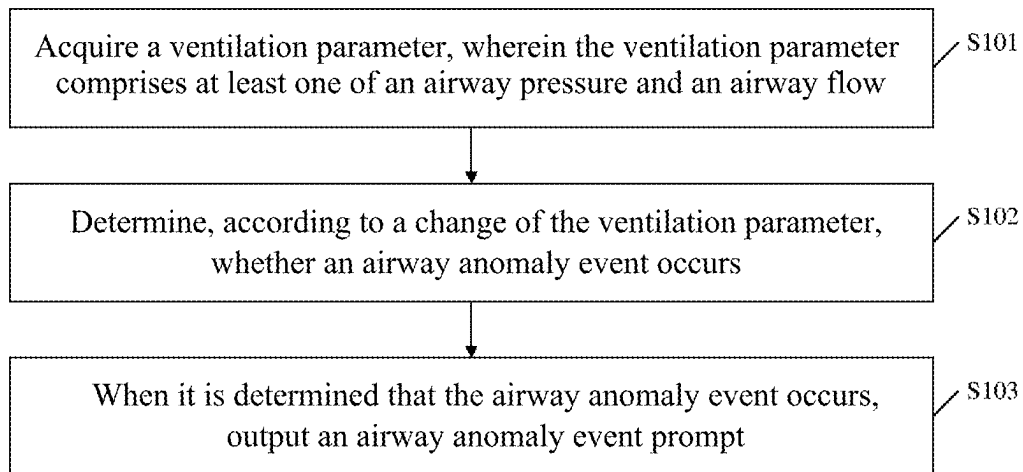 Acquire a ventilation parameter, wherein the ventilation parameter
comprises at least one of an airway pressure and an airway flow
S101
Determine, according to a change of the ventilation parameter,
whether an airway anomaly event occurs
S102
When it is determined that the airway anomaly event occurs,
output an airway anomaly event prompt
S103